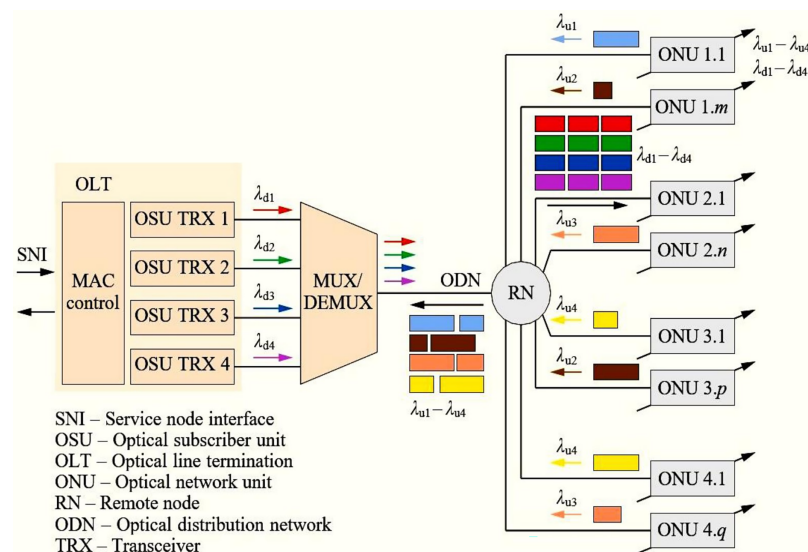 λu1
ONU 1.1
λu1–λu4
λd1–λd4
λu2
ONU 1.m
λd1–λd4
OLT
λd1
OSU TRX 1
ONU 2.1
λu3
ONU 2.n
SNI
MAC
control
λd2
OSU TRX 2
MUX/
DEMUX
ODN
RN
λd3
OSU TRX 3
λu4
ONU 3.1
λd4
OSU TRX 4
λu2
ONU 3.p
λu1–λu4
SNI – Service node interface
OSU – Optical subscriber unit
OLT – Optical line termination
ONU – Optical network unit
RN – Remote node
ODN – Optical distribution network
TRX – Transceiver
λu4
ONU 4.1
λu3
ONU 4.q